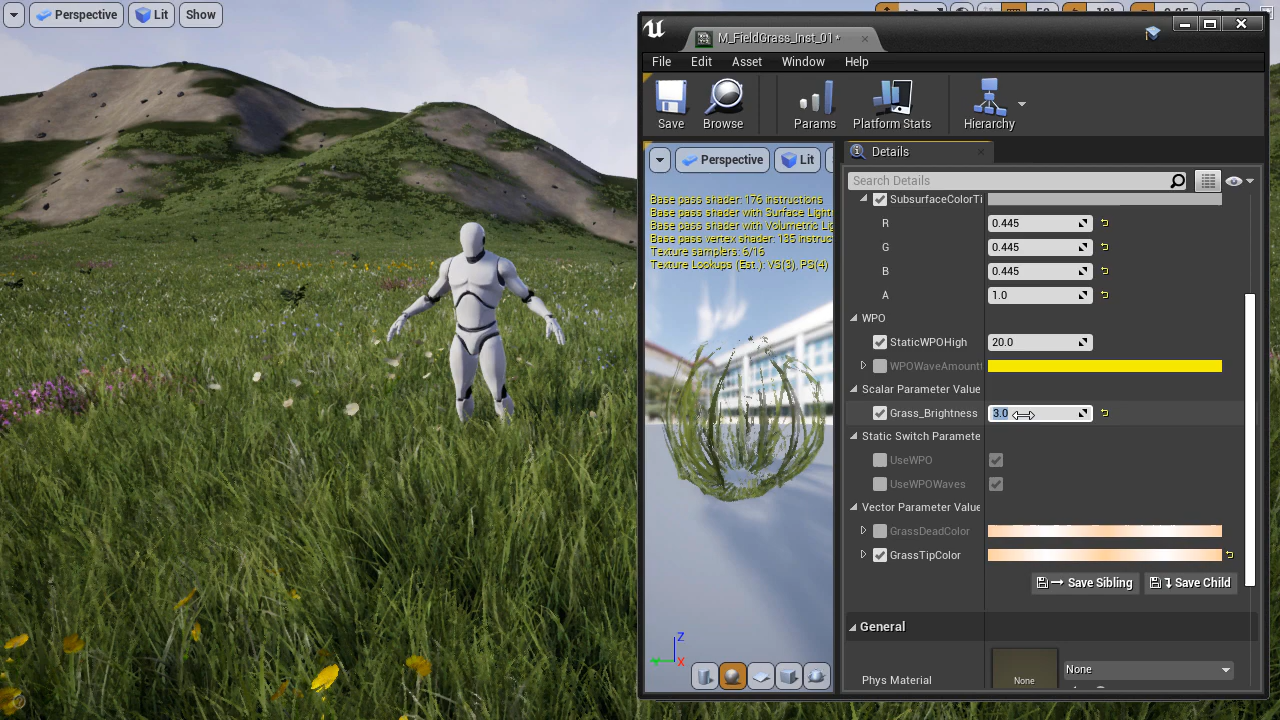 Perspective
Lit
Show
M_FieldGrass_Inst_01*
File
Edit
Asset
Window
Help
Save
Browse
Params
Platform Stats
Hierarchy
Perspective
Lit
Base pass shader: 176 instructions
Base pass shader with Surface Light
Base pass shader with Volumetric Lig
Base pass vertex shader: 135 instruc
Texture samplers: 6/16
Texture Lookups (Est.): VS(3), PS(4)
Z
X
Details
Search Details
SubsurfaceColorTi
R
0.445
G
0.445
B
0.445
A
1.0
WPO
StaticWPOHigh
20.0
WPOWaveAmount
Scalar Parameter Value
Grass_Brightness
3.0
Static Switch Paramete
UseWPO
UseWPOWaves
Vector Parameter Value
GrassDeadColor
GrassTipColor
Save Sibling
Save Child
General
Phys Material
None
None